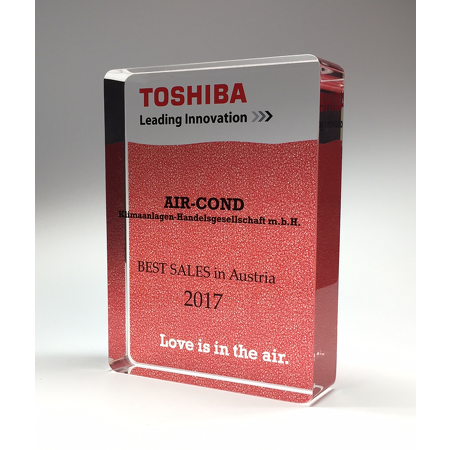 TOSHIBA
Leading Innovation >>>
AIR-COND
Klimaanlagen-Handelsgesellschaft m.b.H.
BEST SALES in Austria
2017
Love is in the air.